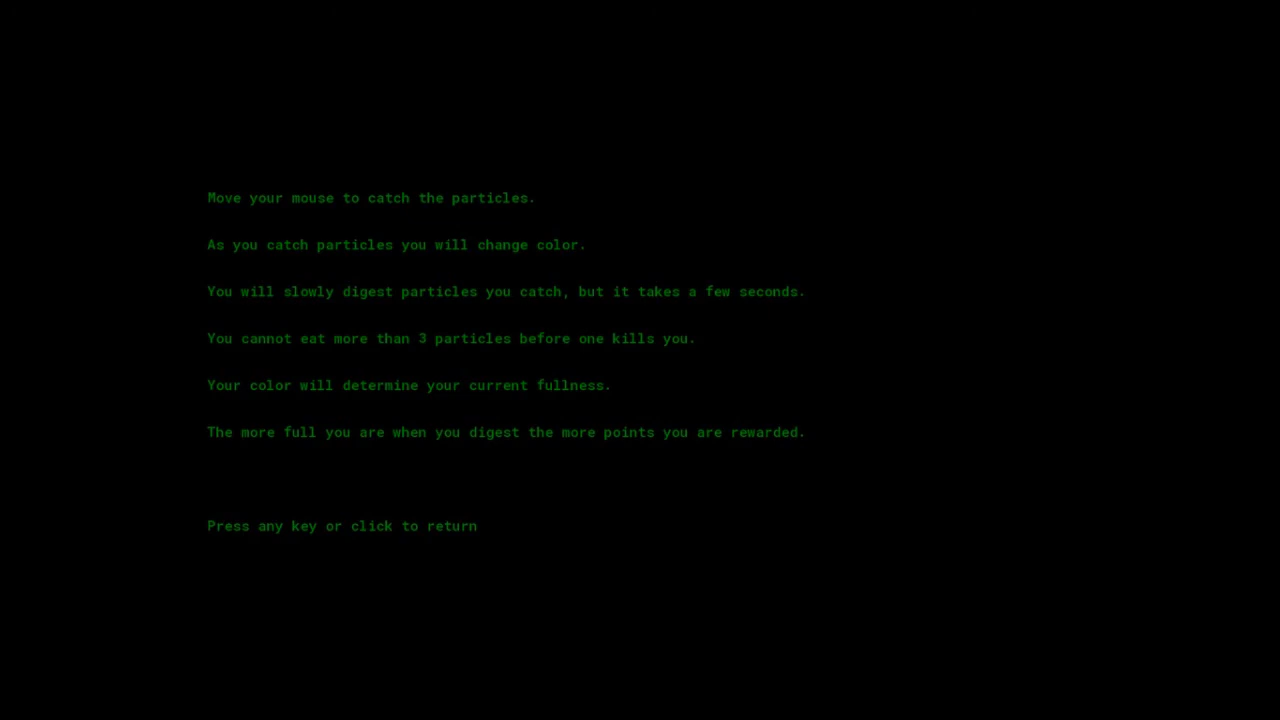 Move your mouse to catch the particles.
As you catch particles you will change color.
You will slowly digest particles you catch, but it takes a few seconds.
You cannot eat more than 3 particles before one kills you.
Your color will determine your current fullness.
The more full you are when you digest the more points you are rewarded.
Press any key or click to return